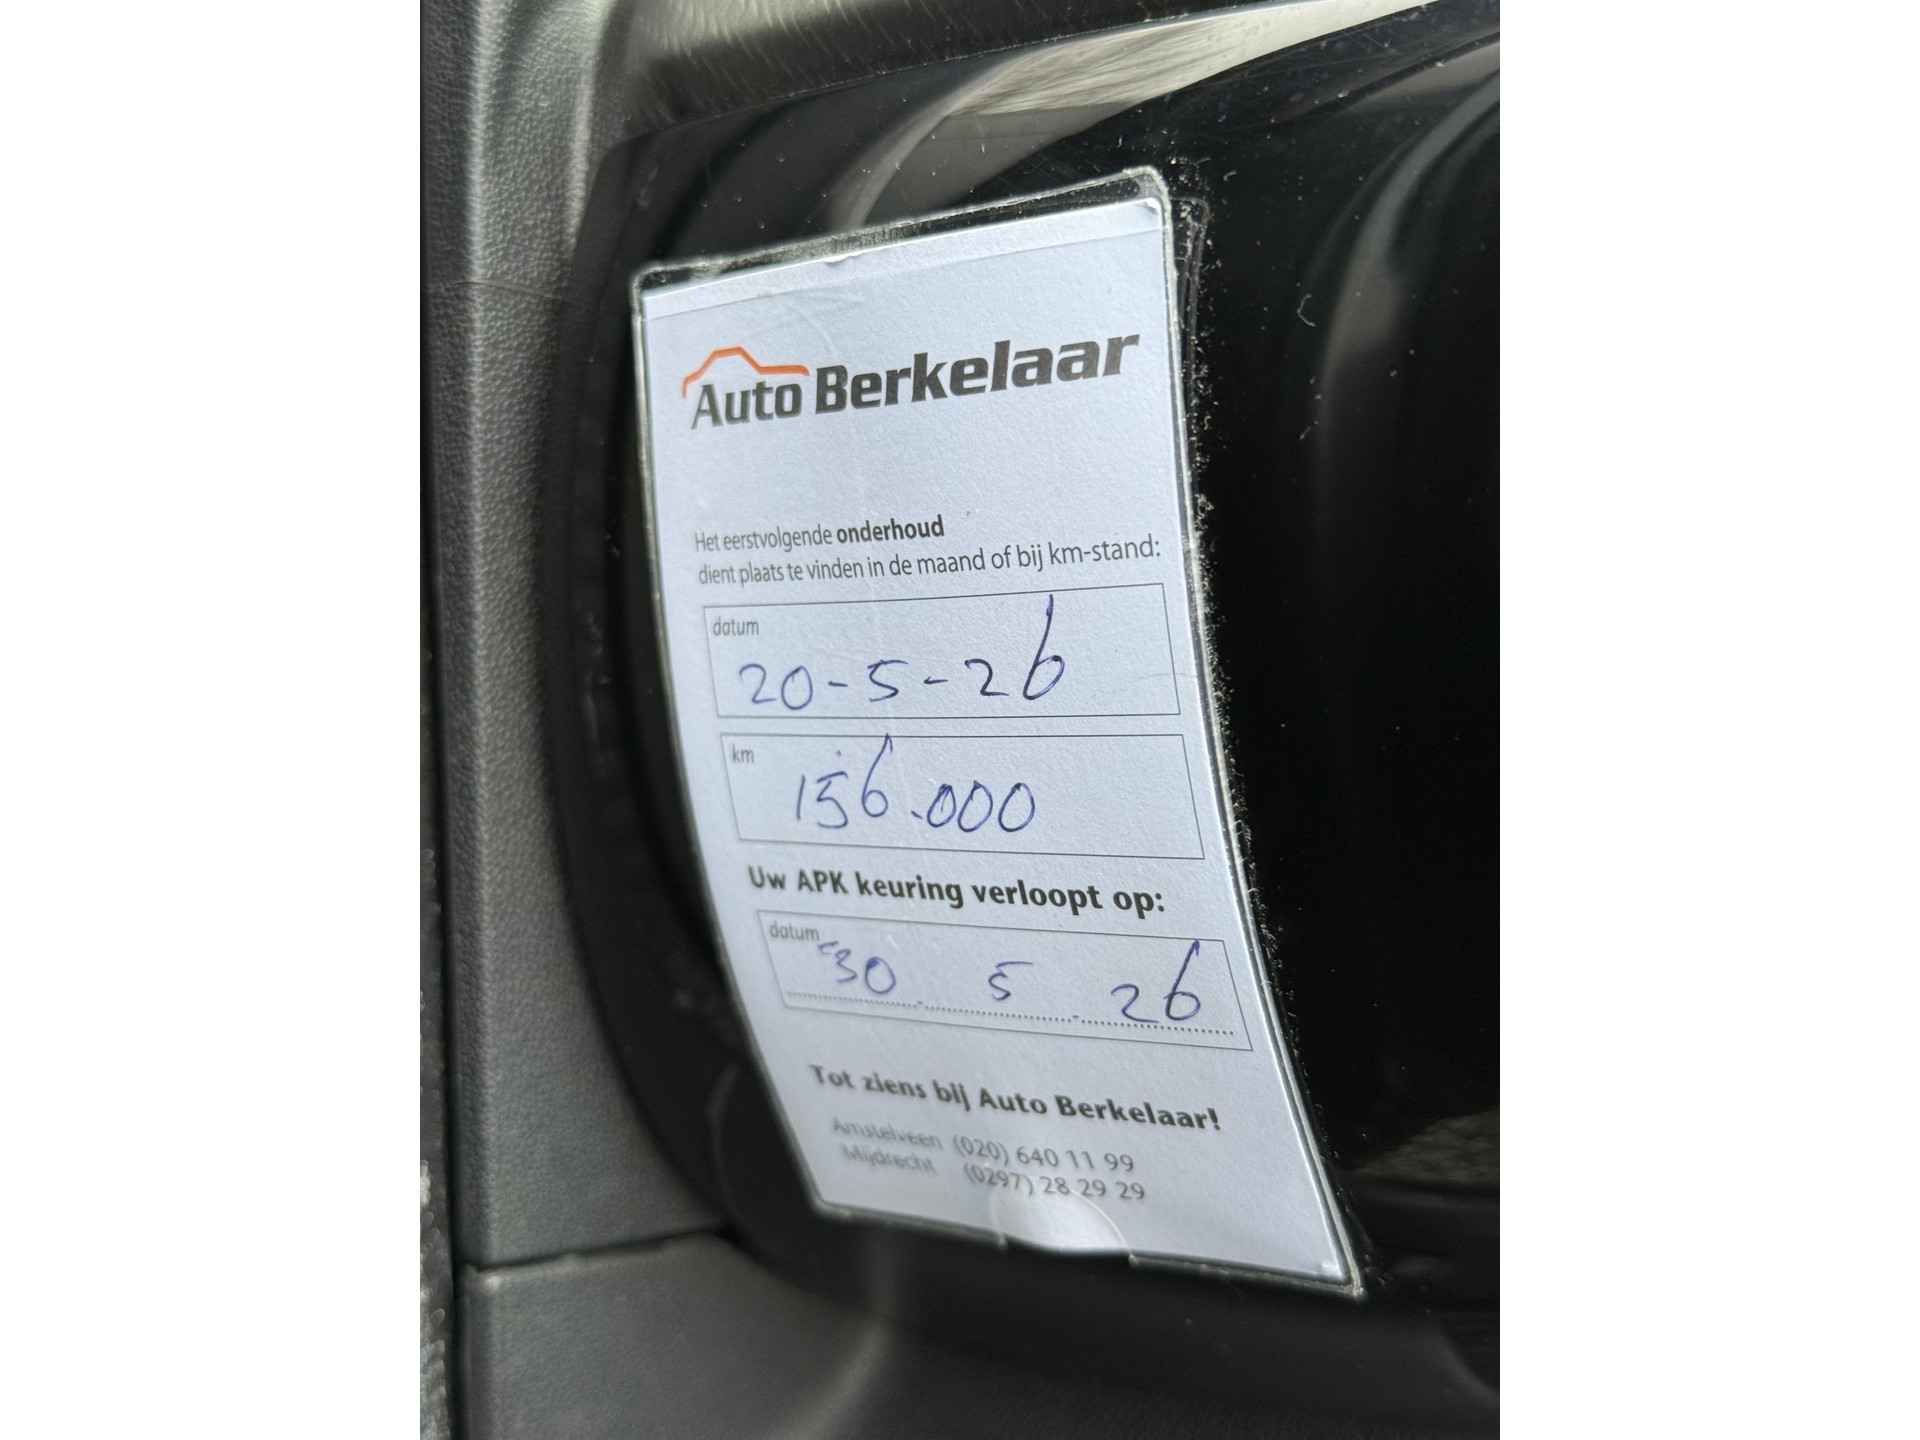 Auto Berkelaar
Het eerstvolgende onderhoud
dient plaats te vinden in de maand of bij km-stand:
datum
20-5-26
km
156.000
Uw APK keuring verloopt op:
datum
30 - 5 - 26
Tot ziens bij Auto Berkelaar!
Amstelveen (020) 640 11 99
Mijdrecht (0297) 28 29 29